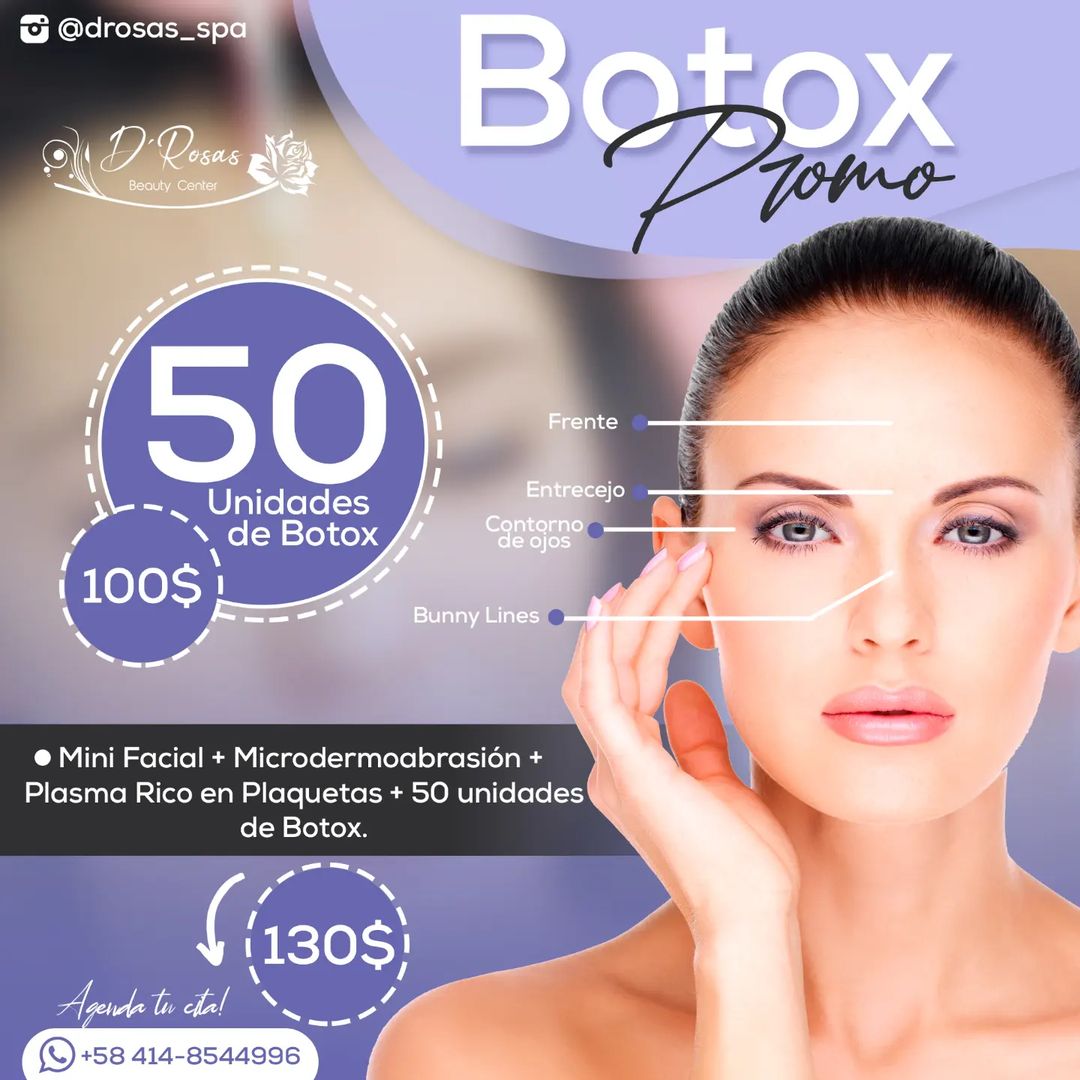 @drosas_spa
Botox
Promo
D´Rosas
Beauty Center
50
Unidades
de Botox
100$
Frente
Entrecejo
Contorno
de ojos
Bunny Lines
● Mini Facial + Microdermoabrasión +
Plasma Rico en Plaquetas + 50 unidades
de Botox.
130$
Agenda tu cita!
+58 414-8544996